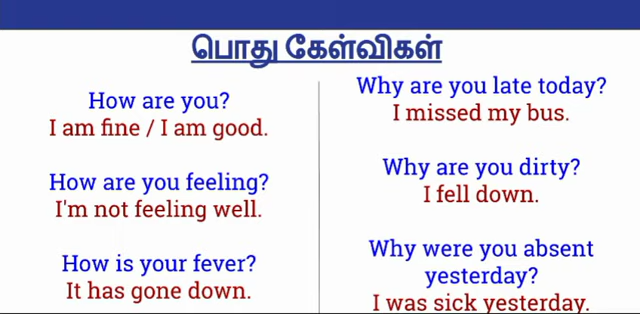 பொது கேள்விகள்
How are you?
I am fine / I am good.
How are you feeling?
I'm not feeling well.
How is your fever?
It has gone down.
Why are you late today?
I missed my bus.
Why are you dirty?
I fell down.
Why were you absent
yesterday?
I was sick yesterday.